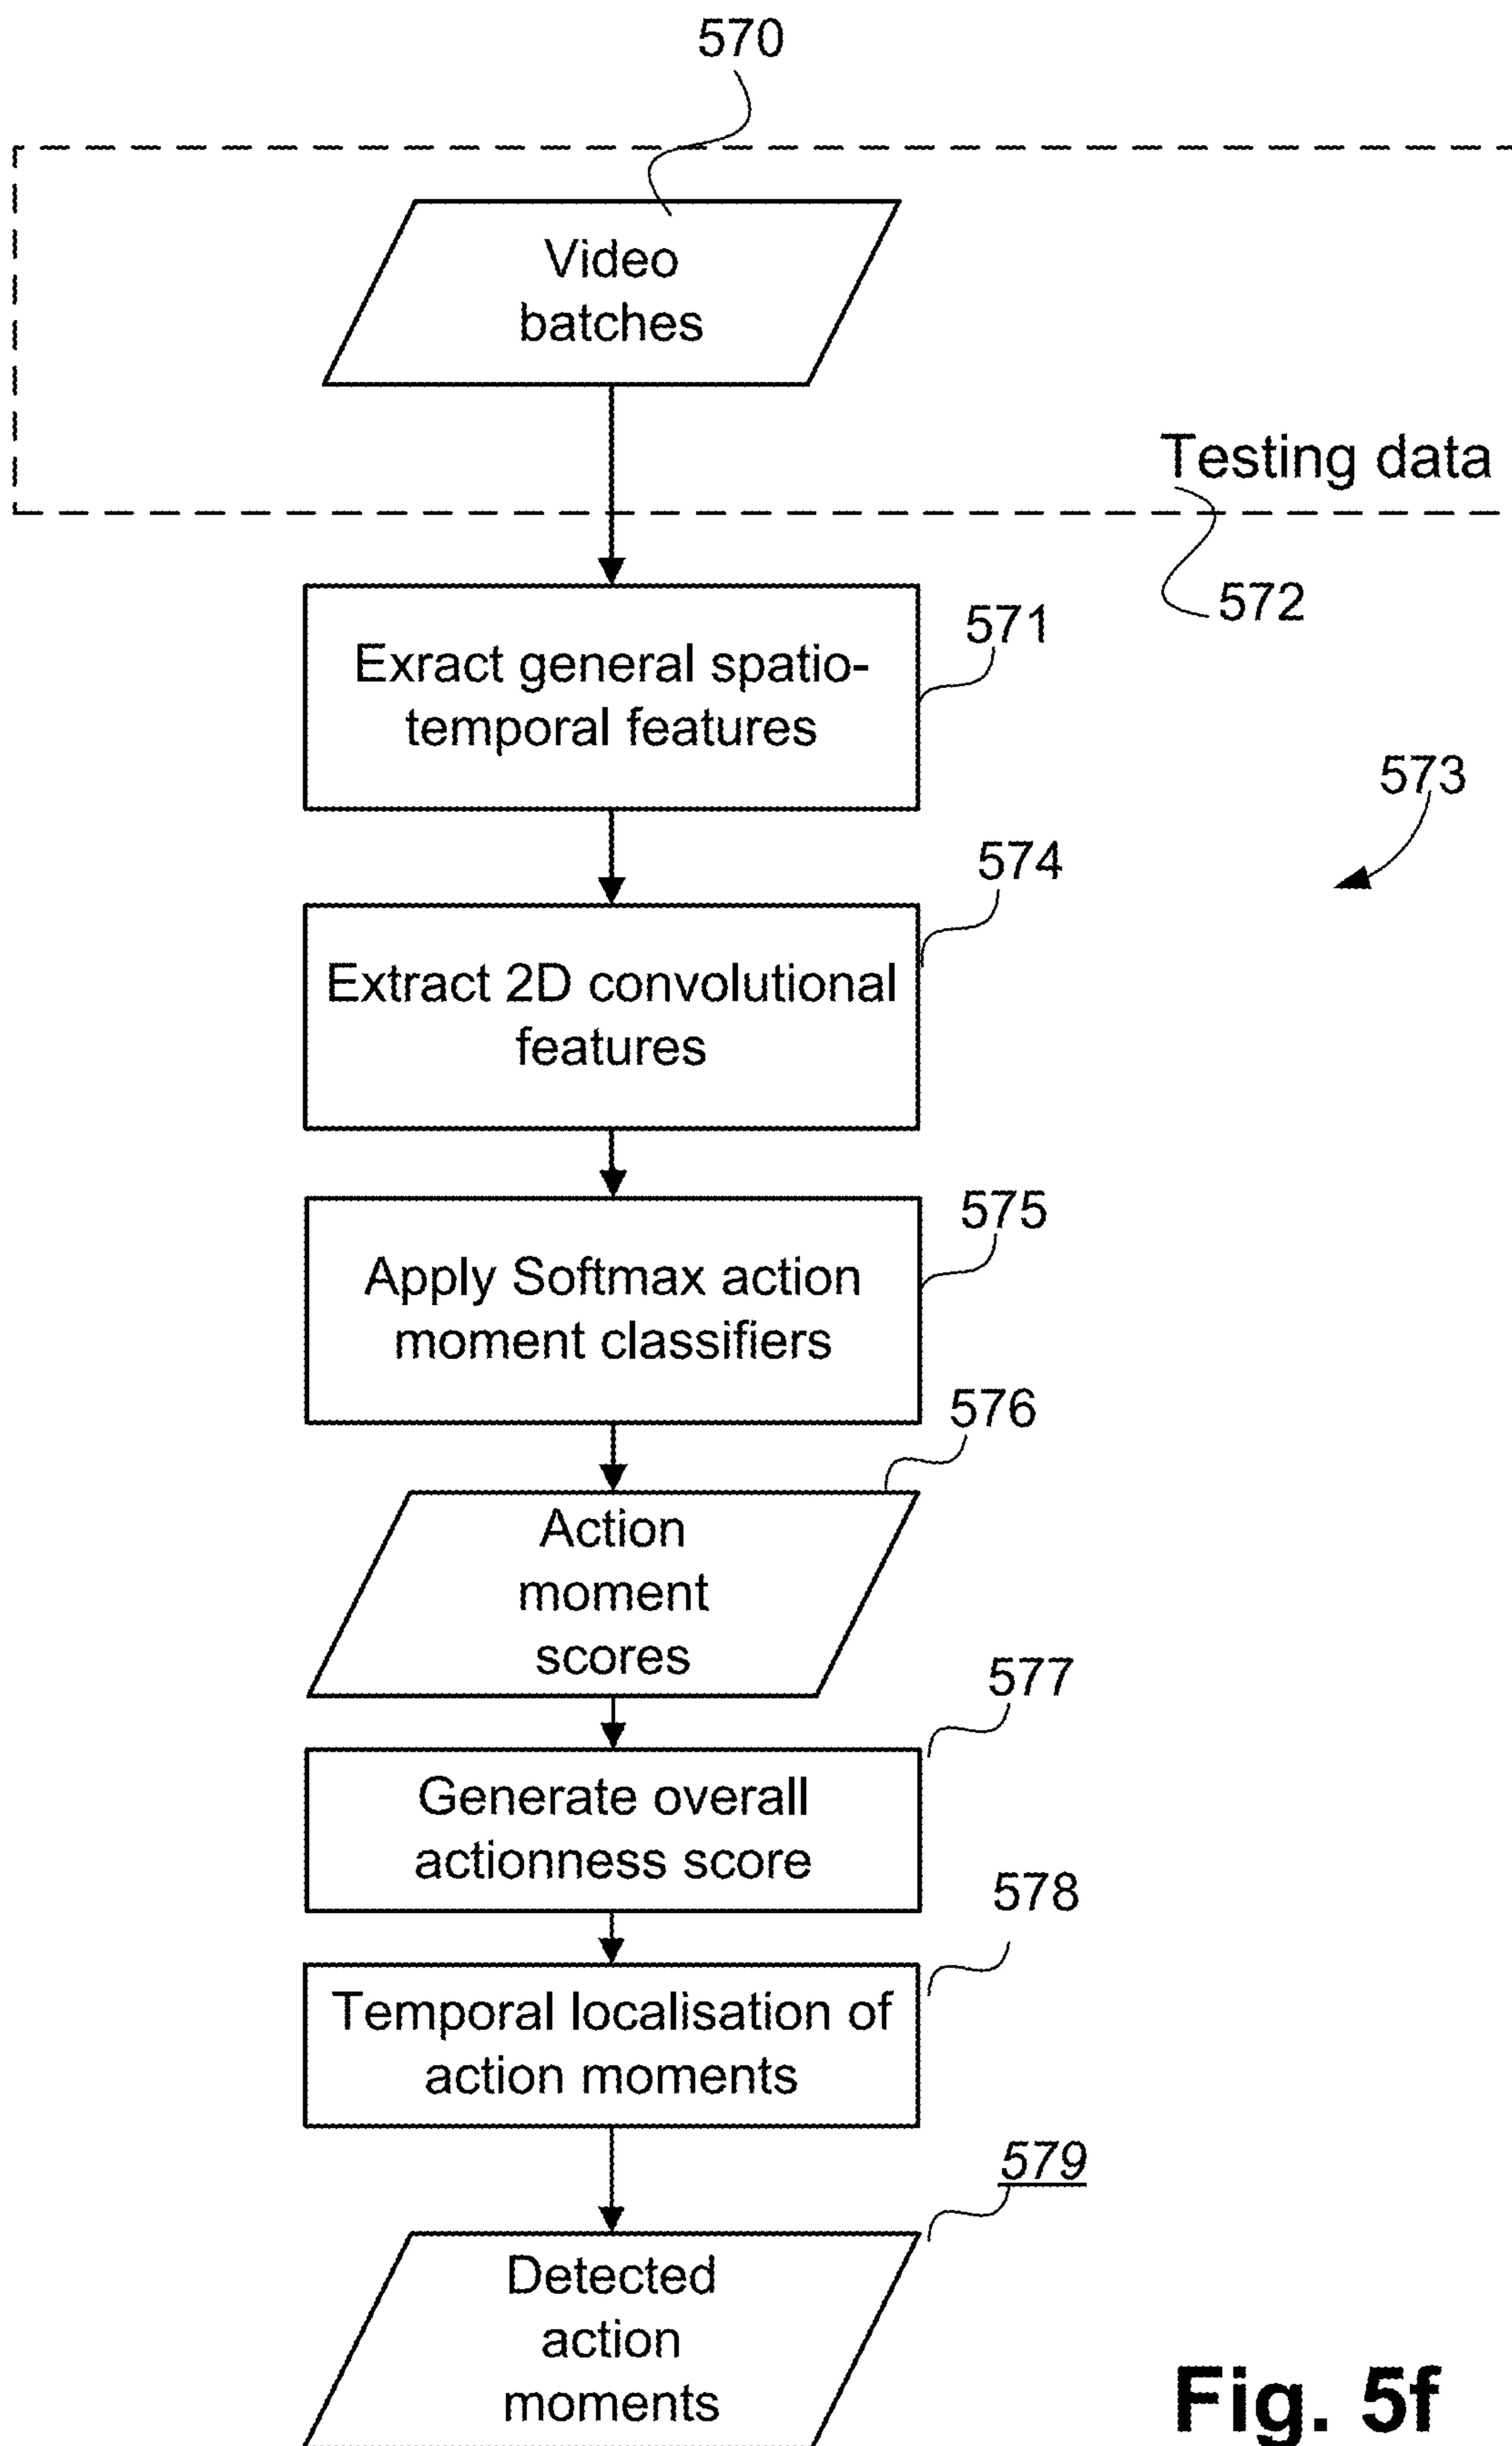 570
Video
batches
Testing data
572
Exract general spatio-
temporal features
571
573
574
Extract 2D convolutional
features
575
Apply Softmax action
moment classifiers
576
Action
moment
scores
577
Generate overall
actionness score
578
Temporal localisation of
action moments
579
Detected
action
moments
Fig. 5f